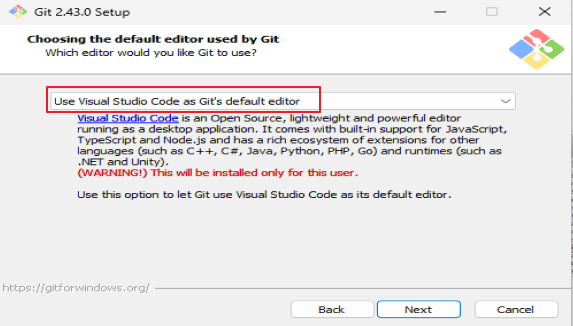 Git 2.43.0 Setup
Choosing the default editor used by Git
Which editor would you like Git to use?
Use Visual Studio Code as Git's default editor
Visual Studio Code is an Open Source, lightweight and powerful editor
running as a desktop application. It comes with built-in support for JavaScript,
TypeScript and Node.js and has a rich ecosystem of extensions for other
languages (such as C++, C#, Java, Python, PHP, Go) and runtimes (such as
.NET and Unity).
(WARNING!) This will be installed only for this user.
Use this option to let Git use Visual Studio Code as its default editor.
https://gitforwindows.org/
Back Next Cancel